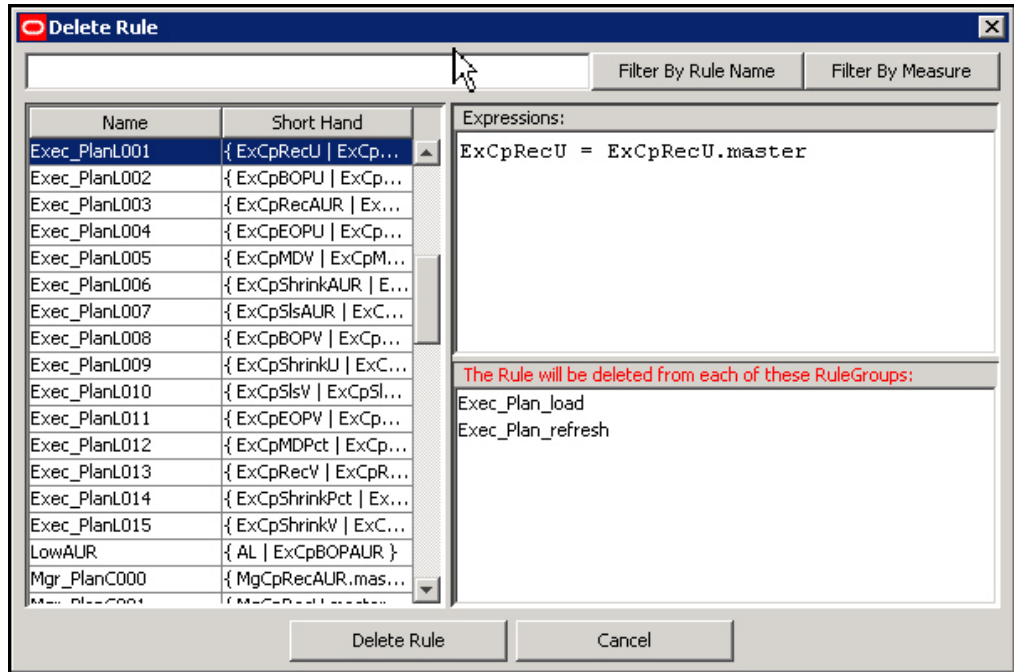 Delete Rule
Filter By Rule Name Filter By Measure
Name Short Hand
Exec_PlanL001 { ExCpRecU | ExCp...
Exec_PlanL002 { ExCpBOPU | ExCp...
Exec_PlanL003 { ExCpRecAUR | Ex...
Exec_PlanL004 { ExCpEOPU | ExCp...
Exec_PlanL005 { ExCpMDV | ExCpM...
Exec_PlanL006 { ExCpShrinkAUR | E...
Exec_PlanL007 { ExCpSlsAUR | ExC...
Exec_PlanL008 { ExCpBOPV | ExCp...
Exec_PlanL009 { ExCpShrinkU | ExC...
Exec_PlanL010 { ExCpSlsV | ExCpSl...
Exec_PlanL011 { ExCpEOPV | ExCp...
Exec_PlanL012 { ExCpMDPct | ExCp...
Exec_PlanL013 { ExCpRecV | ExCpR...
Exec_PlanL014 { ExCpShrinkPct | Ex...
Exec_PlanL015 { ExCpShrinkV | ExC...
LowAUR { AL | ExCpBOPAUR }
Mgr_PlanC000 { MgCpRecAUR.mas...
Expressions:
ExCpRecU = ExCpRecU.master
The Rule will be deleted from each of these RuleGroups:
Exec_Plan_load
Exec_Plan_refresh
Delete Rule Cancel